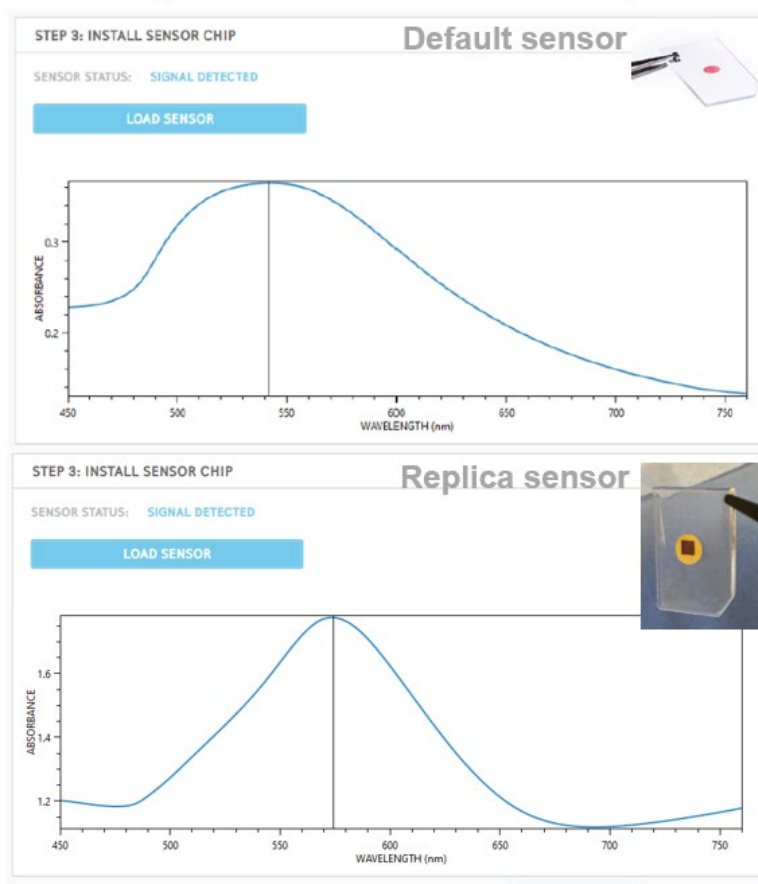 STEP 3: INSTALL SENSOR CHIP
Default sensor
SENSOR STATUS: SIGNAL DETECTED
LOAD SENSOR
ABSORBANCE
0.3
0.2
450 500 550 600 650 700 750
WAVELENGTH (nm)
STEP 3: INSTALL SENSOR CHIP
Replica sensor
SENSOR STATUS: SIGNAL DETECTED
LOAD SENSOR
ABSORBANCE
1.6
1.4
1.2
450 500 550 600 650 700 750
WAVELENGTH (nm)